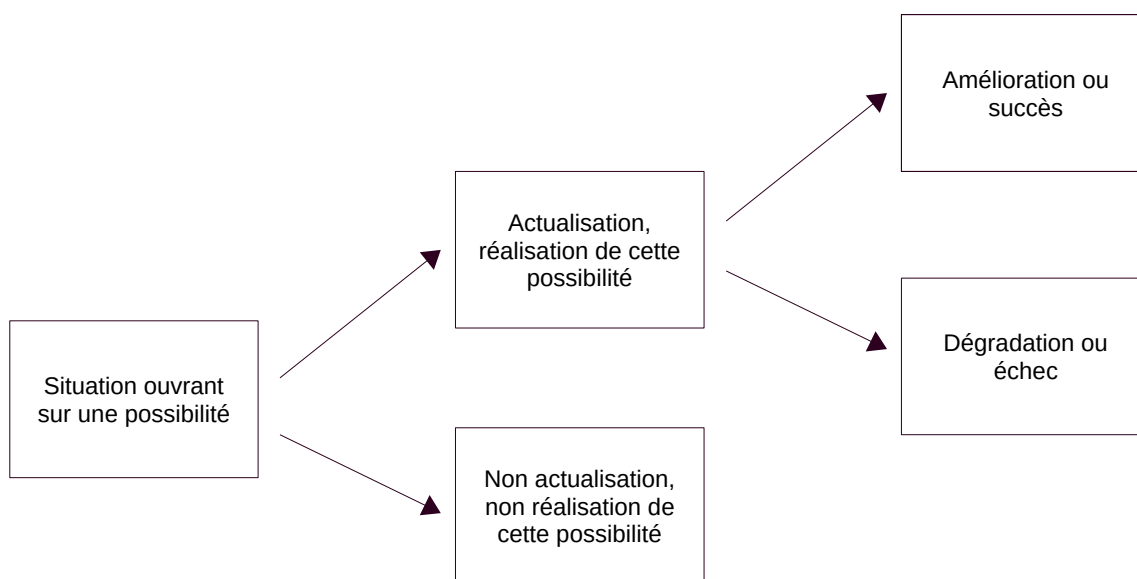 Amélioration ou
succès
Actualisation,
réalisation de cette
possibilité
Situation ouvrant
sur une possibilité
Dégradation ou
échec
Non actualisation,
non réalisation de
cette possibilité